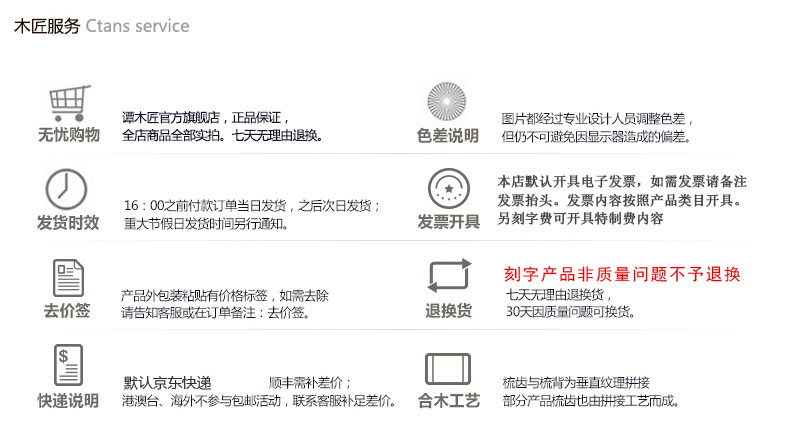 木匠服务 Ctans service
无忧购物
谭木匠官方旗舰店，正品保证，
全店商品全部实拍。七天无理由退换。
色差说明
图片都经过专业设计人员调整色差，
但仍不可避免因显示器造成的偏差。
发货时效
16：00之前付款订单当日发货，之后次日发货；
重大节假日发货时间另行通知。
发票开具
本店默认开具电子发票，如需发票请备注
发票抬头。发票内容按照产品类目开具。
另刻字费可开具特制费内容
去价签
产品外包装粘贴有价格标签，如需去除
请告知客服或在订单备注：去价签。
退换货
刻字产品非质量问题不予退换
七天无理由退换货，
30天因质量问题可换货。
快递说明
默认京东快递 顺丰需补差价；
港澳台、海外不参与包邮活动，联系客服补足差价。
合木工艺
梳齿与梳背为垂直纹理拼接
部分产品梳齿也由拼接工艺而成。